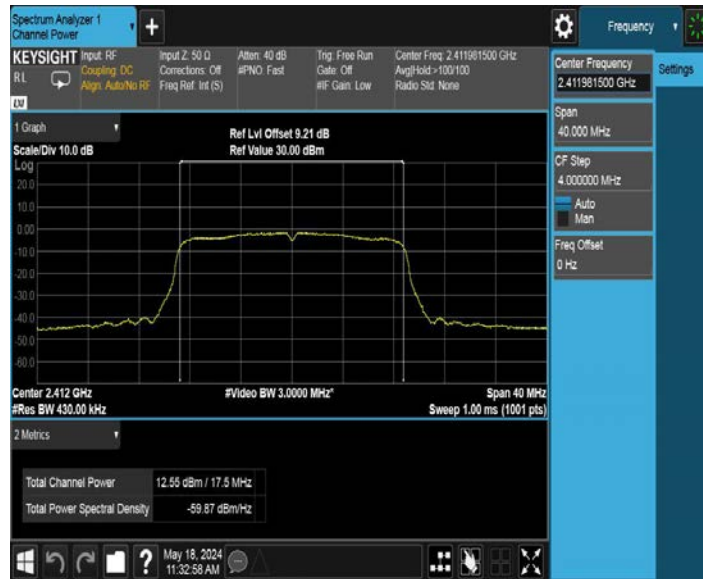 Spectrum Analyzer 1
Channel Power
Frequency
KEYSIGHT
RL
LXI
Input: RF
Coupling: DC
Align: Auto/No RF
Input Z: 50 Ω
Corrections: Off
Freq Ref: Int (S)
Atten: 40 dB
#PNO: Fast
Trig: Free Run
Gate: Off
#IF Gain: Low
Center Freq: 2.411981500 GHz
Avg|Hold:>100/100
Radio Std: None
Center Frequency
2.411981500 GHz
Settings
Span
40.000 MHz
CF Step
4.000000 MHz
Auto
Man
Freq Offset
0 Hz
1 Graph
Scale/Div 10.0 dB
Ref Lvl Offset 9.21 dB
Ref Value 30.00 dBm
Log
20.0
10.0
0.00
-10.0
-20.0
-30.0
-40.0
-50.0
-60.0
Center 2.412 GHz
#Res BW 430.00 kHz
#Video BW 3.0000 MHz*
Span 40 MHz
Sweep 1.00 ms (1001 pts)
2 Metrics
Total Channel Power
12.55 dBm / 17.5 MHz
Total Power Spectral Density
-59.87 dBm/Hz
?
May 18, 2024
11:32:58 AM